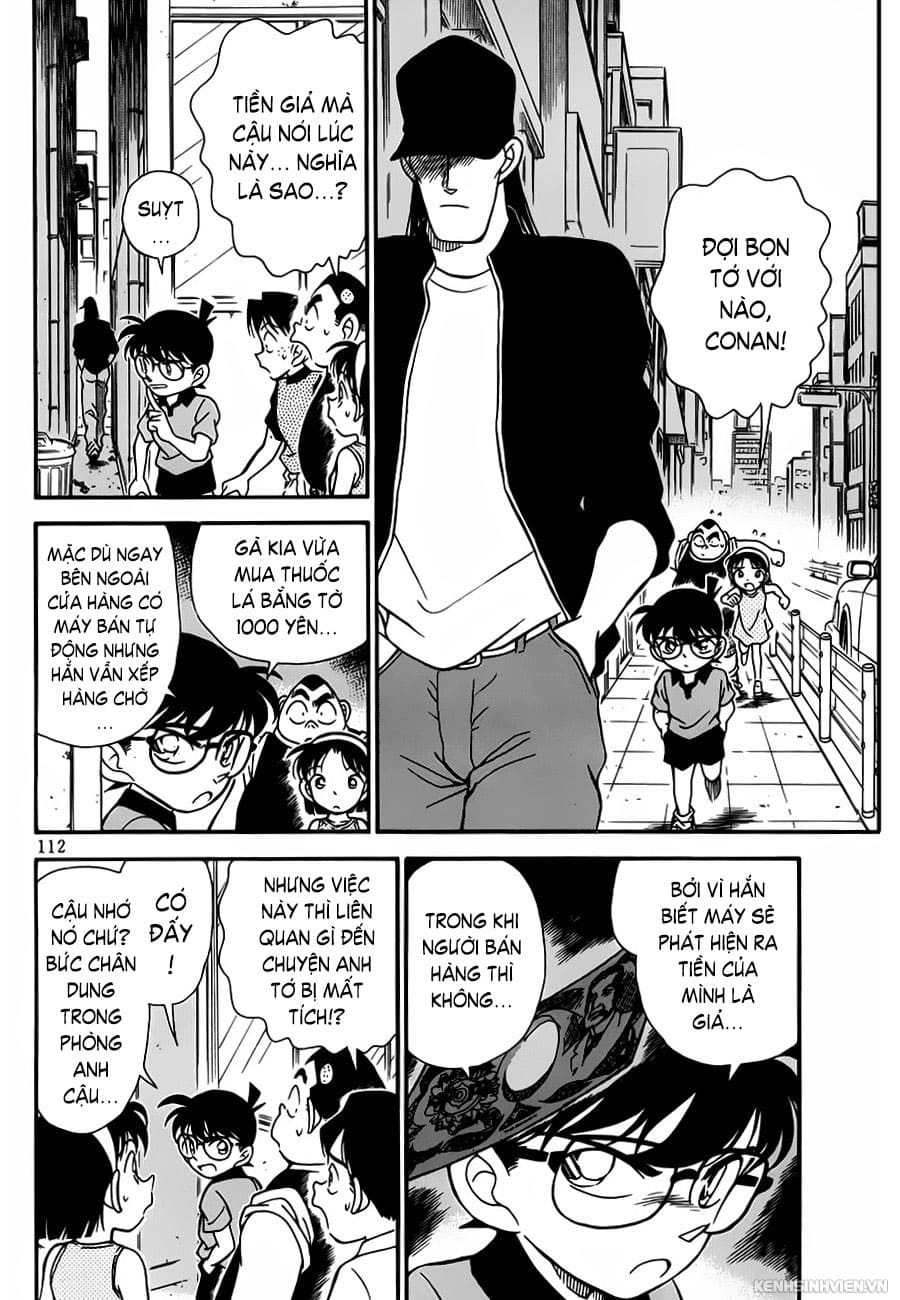 ĐỢI BỌN
TỚ VỚI
NÀO,
CONAN!
TIỀN GIẢ MÀ
CẬU NÓI LÚC
NÃY... NGHĨA
LÀ SAO...?
SUYT
...
GẢ KIA VỪA
MUA THUỐC
LÁ BẰNG TỜ
1000 YÊN...
MẶC DÙ NGAY
BÊN NGOÀI
CỬA HÀNG CÓ
MÁY BÁN TỰ
ĐỘNG NHƯNG
HẮN VẨN XẾP
HÀNG CHỜ
...
112
BỞI VÌ HẮN
BIẾT MÁY SẼ
PHÁT HIỆN RA
TIỀN CỦA
MÌNH LÀ
GIẢ...
TRONG KHI
NGƯỜI BÁN
HÀNG THÌ
KHÔNG...
NHƯNG VIỆC
NÀY THÌ LIÊN
QUAN GÌ ĐẾN
CHUYỆN ANH
TỚ BỊ MẤT
TÍCH!?
CÓ
ĐẤY
!
CẬU NHỚ
NÓ CHỨ?
BỨC CHÂN
DUNG
TRONG
PHÒNG
ANH
CẬU...
KENHSINHVIEN.VN